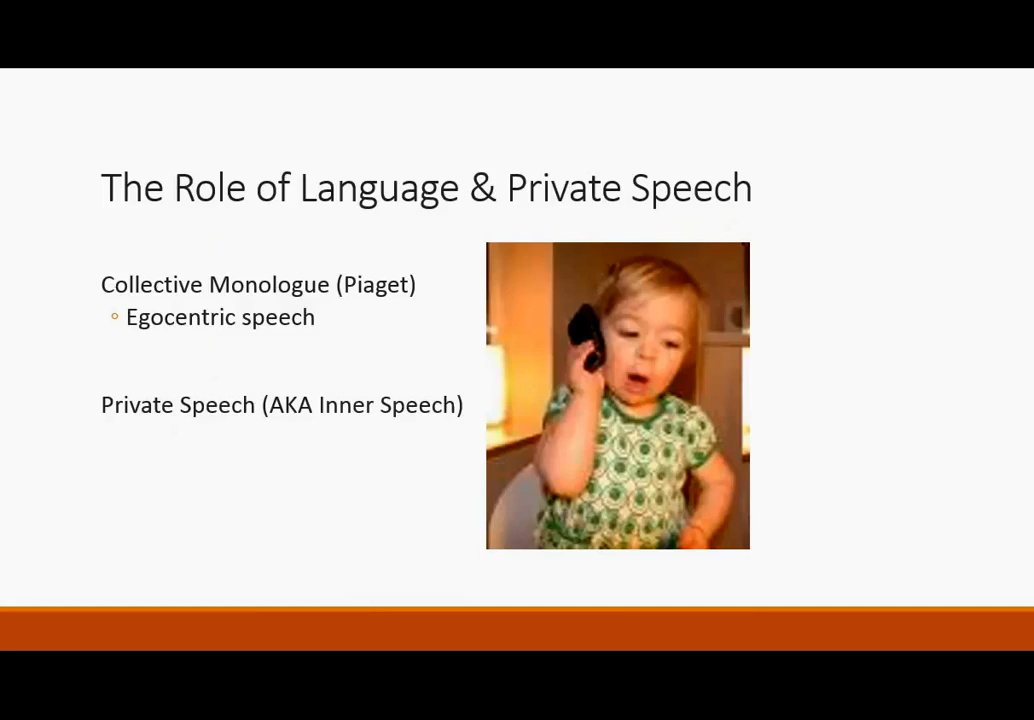 The Role of Language & Private Speech
Collective Monologue (Piaget)
Egocentric speech
Private Speech (AKA Inner Speech)